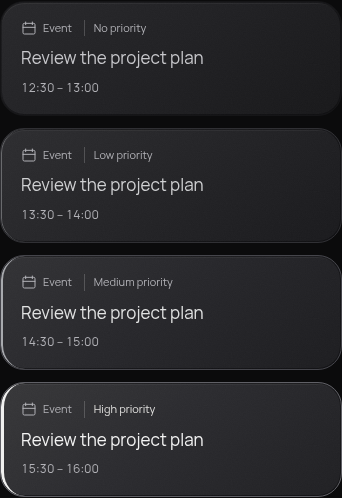 Event No priority
Review the project plan
12:30 – 13:00
Event Low priority
Review the project plan
13:30 – 14:00
Event Medium priority
Review the project plan
14:30 – 15:00
Event High priority
Review the project plan
15:30 – 16:00